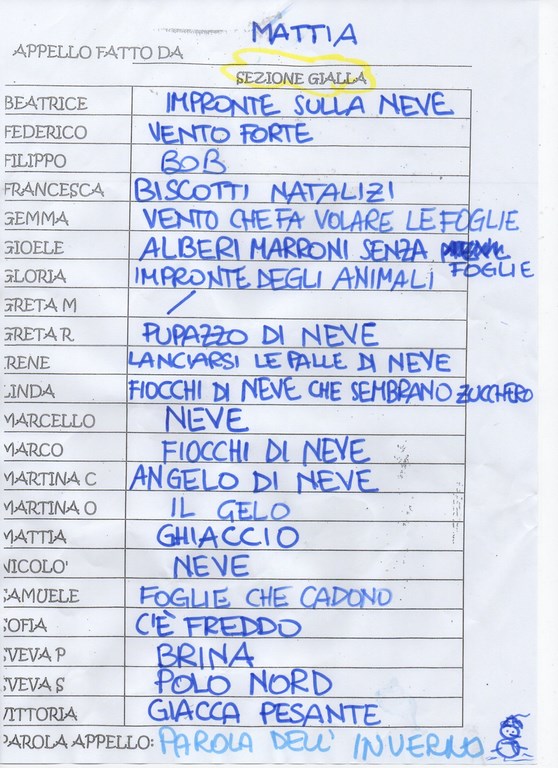 MATTIA
APPELLO FATTO DA
SEZIONE GIALLA
BEATRICE IMPRONTE SULLA NEVE
FEDERICO VENTO FORTE
FILIPPO BOB
FRANCESCA BISCOTTI NATALIZI
GEMMA VENTO CHE FA VOLARE LE FOGLIE
GIOELE ALBERI MARRONI SENZA FOGLIE
GLORIA IMPRONTE DEGLI ANIMALI
GRETA M /
GRETA R PUPAZZO DI NEVE
IRENE LANCIARSI LE PALLE DI NEVE
LINDA FIOCCHI DI NEVE CHE SEMBRANO ZUCCHERO
MARCELLO NEVE
MARCO FIOCCHI DI NEVE
MARTINA C ANGELO DI NEVE
MARTINA O IL GELO
MATTIA GHIACCIO
NICOLO' NEVE
SAMUELE FOGLIE CHE CADONO
SOFIA C'È FREDDO
SVEVA P BRINA
SVEVA S POLO NORD
VITTORIA GIACCA PESANTE
PAROLA APPELLO: PAROLA DELL' INVERNO